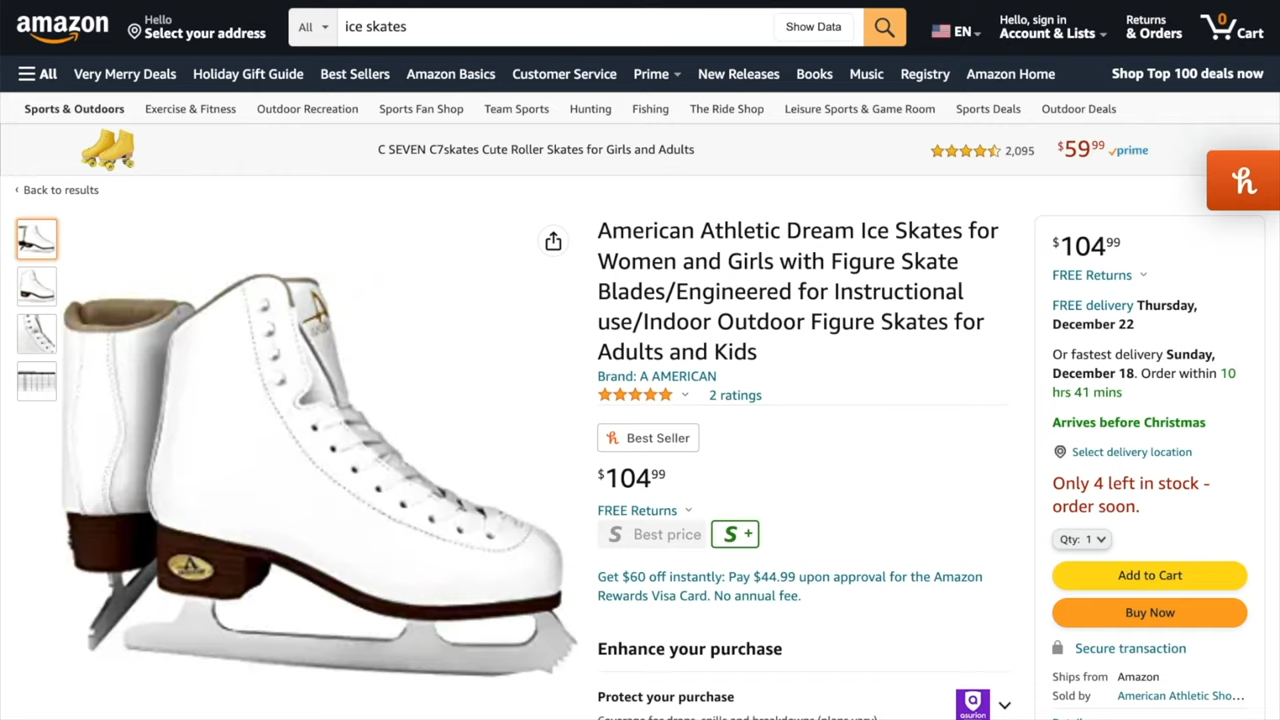 amazon
Hello
Select your address
All
ice skates
Show Data
EN
Hello, sign in
Account & Lists
Returns
& Orders
0
Cart
All
Very Merry Deals
Holiday Gift Guide
Best Sellers
Amazon Basics
Customer Service
Prime
New Releases
Books
Music
Registry
Amazon Home
Shop Top 100 deals now
Sports & Outdoors
Exercise & Fitness
Outdoor Recreation
Sports Fan Shop
Team Sports
Hunting
Fishing
The Ride Shop
Leisure Sports & Game Room
Sports Deals
Outdoor Deals
C SEVEN C7skates Cute Roller Skates for Girls and Adults
2,095
$59 99
prime
h
‹ Back to results
American Athletic Dream Ice Skates for
Women and Girls with Figure Skate
Blades/Engineered for Instructional
use/Indoor Outdoor Figure Skates for
Adults and Kids
Brand: A AMERICAN
2 ratings
Best Seller
$104 99
FREE Returns
S Best price
S +
Get $60 off instantly: Pay $44.99 upon approval for the Amazon
Rewards Visa Card. No annual fee.
Enhance your purchase
Protect your purchase
asurion
Coverage for drops, spills and breakdowns (plans vary)
$104 99
FREE Returns
FREE delivery Thursday,
December 22
Or fastest delivery Sunday,
December 18. Order within 10
hrs 41 mins
Arrives before Christmas
Select delivery location
Only 4 left in stock -
order soon.
Qty: 1
Add to Cart
Buy Now
Secure transaction
Ships from Amazon
Sold by American Athletic Sho...